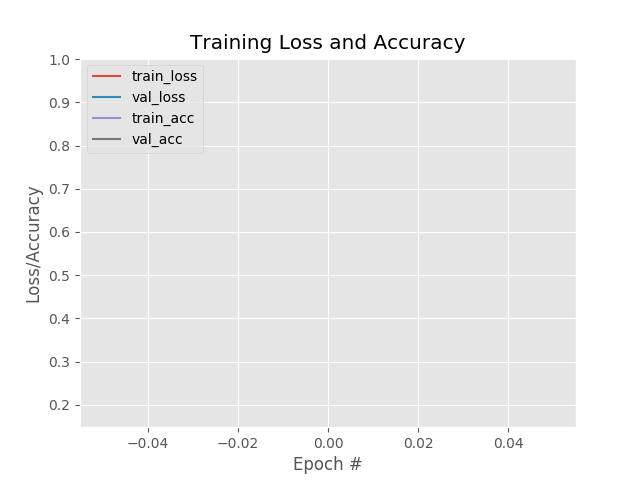 Training Loss and Accuracy
1.0
0.9
0.8
0.7
0.6
0.5
0.4
0.3
0.2
train_loss
val_loss
train_acc
val_acc
Loss/Accuracy
−0.04 −0.02 0.00 0.02 0.04
Epoch #